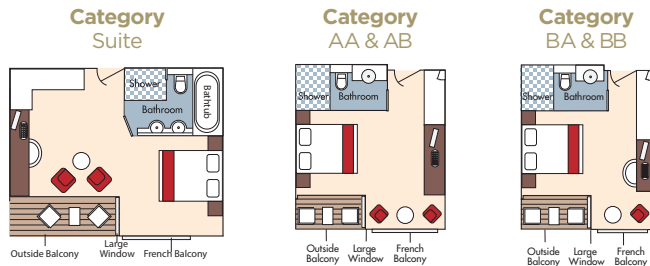 Category
Suite
Shower
Bathroom
Bathtub
Outside Balcony
Large
Window
French Balcony
Category
AA & AB
Shower
Bathroom
Outside
Balcony
Large
Window
French
Balcony
Category
BA & BB
Shower
Bathroom
Outside
Balcony
Large
Window
French
Balcony